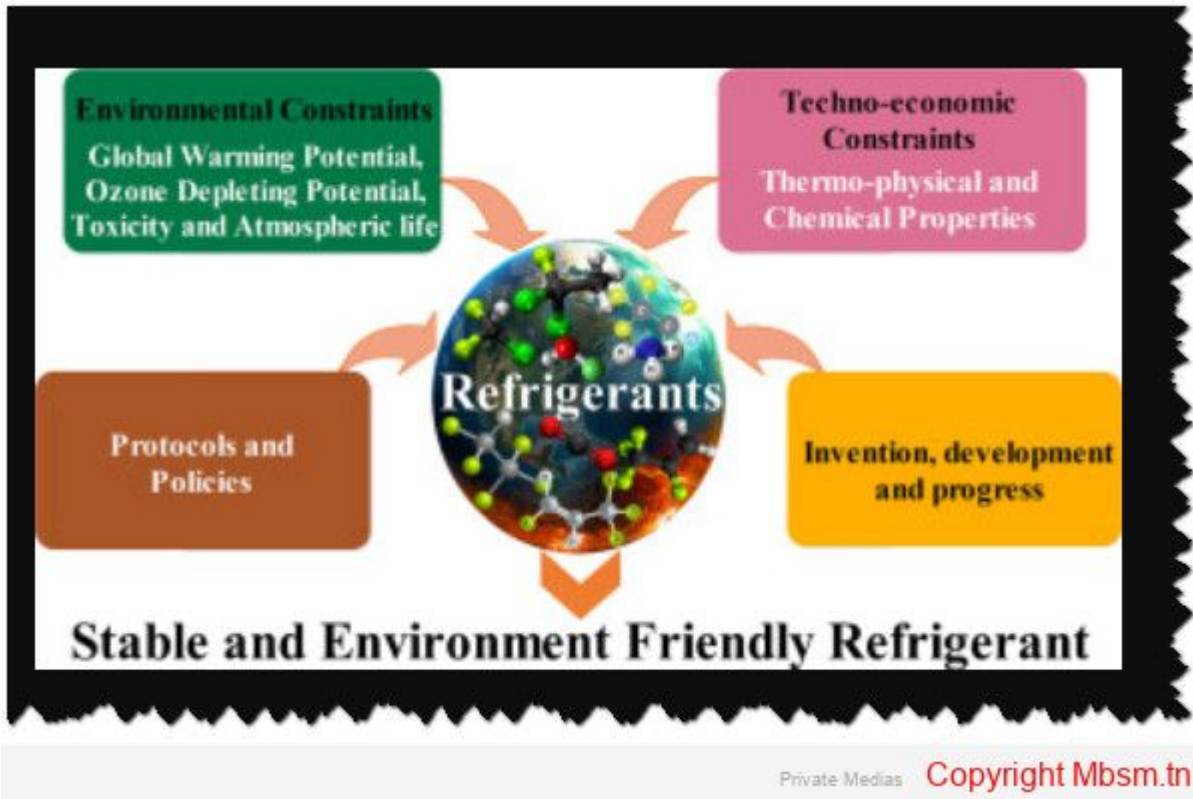 Environmental Constraints
Global Warming Potential,
Ozone Depleting Potential,
Toxicity and Atmospheric life
Techno-economic
Constraints
Thermo-physical and
Chemical Properties
Refrigerants
Protocols and
Policies
Invention, development
and progress
Stable and Environment Friendly Refrigerant
Private Medias
Copyright Mbsm.tn